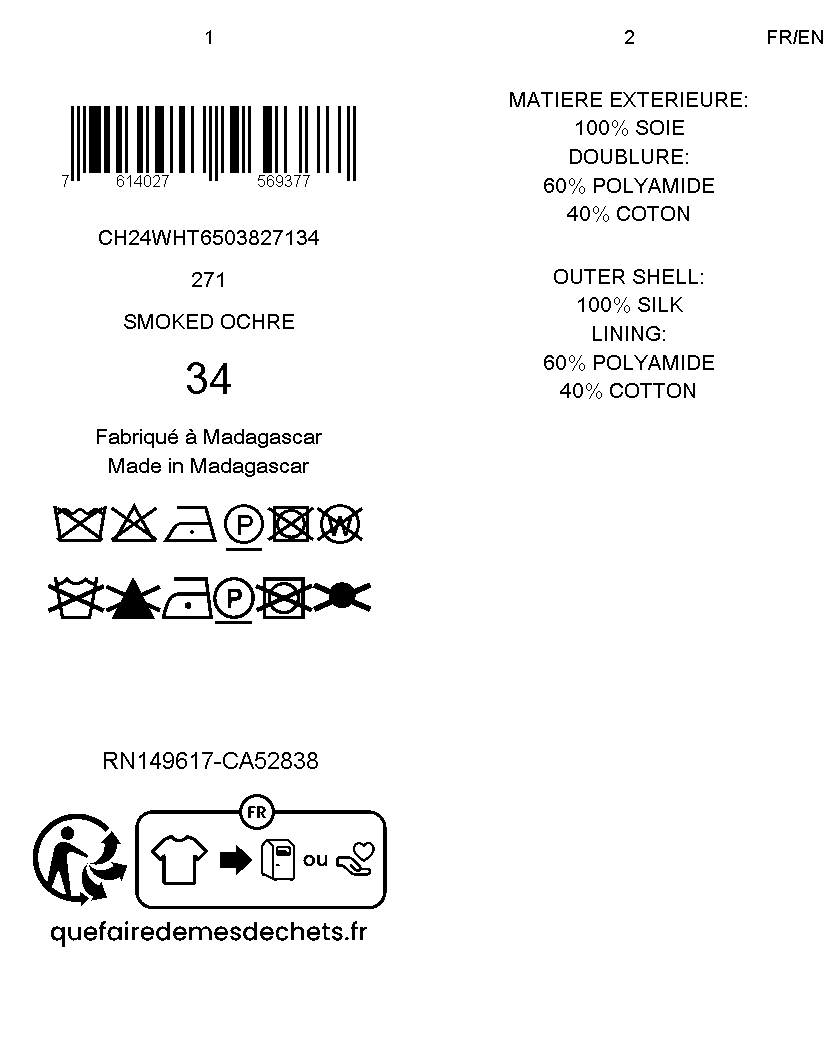 1
7 614027 569377
CH24WHT6503827134
271
SMOKED OCHRE
34
Fabriqué à Madagascar
Made in Madagascar
P
W
P
RN149617-CA52838
FR
ou
quefairedemesdechets.fr
2
FR/EN
MATIERE EXTERIEURE:
100% SOIE
DOUBLURE:
60% POLYAMIDE
40% COTON
OUTER SHELL:
100% SILK
LINING:
60% POLYAMIDE
40% COTTON